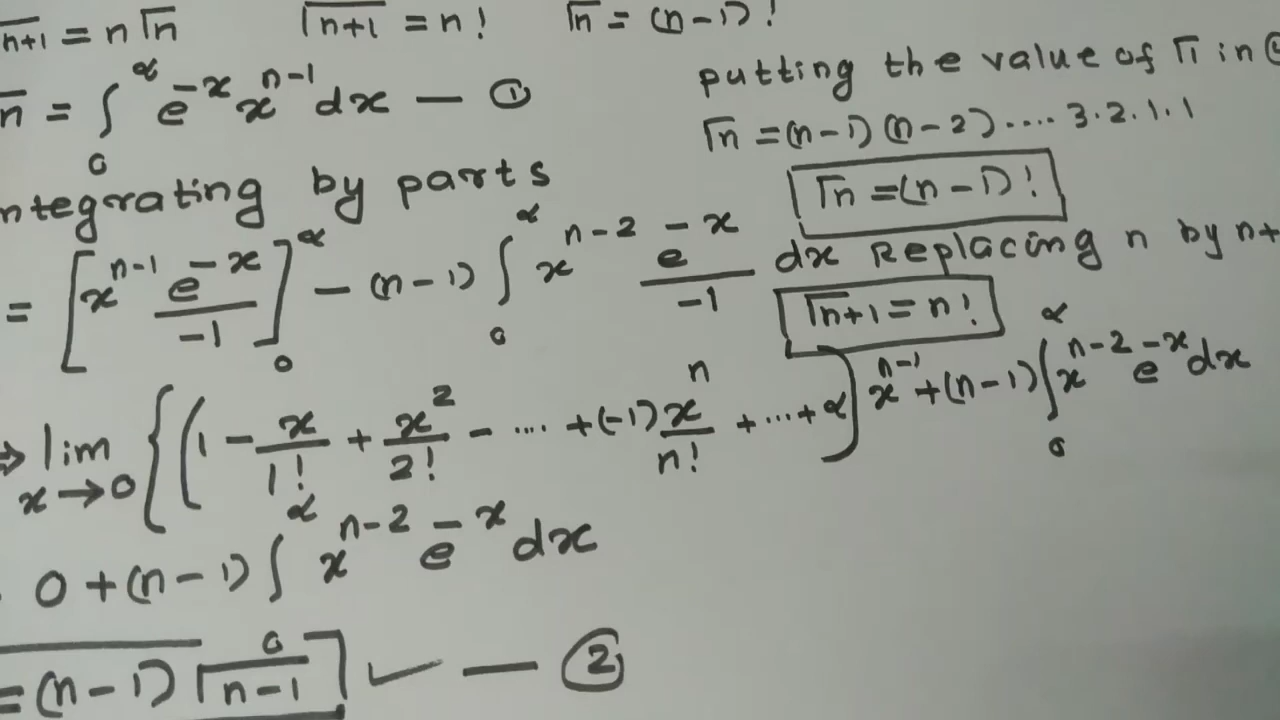 n+1 = n Γn    Γn+1 = n!    Γn = (n-1)!
n = ∫₀^∝ e^-x x^n-1 dx — ①
ntegrating by parts
= [x^n-1 e^-x/-1]₀^∝ - (n-1) ∫₀^∝ x^n-2 e^-x/-1 dx
⇒ lim x→0 {(1 - x/1! + x²/2! - .... + (-1) x^n/n! + ... + ∝) x^n-1 + (n-1) ∫₀^∝ x^n-2 e^-x dx
0 + (n-1) ∫₀^∝ x^n-2 e^-x dx
= (n-1) Γn-1 ✓ — ②
putting the value of Γ1 in
Γn = (n-1) (n-2) .... 3.2.1.1
Γn = (n-1)!
Replacing n by n+
Γn+1 = n!